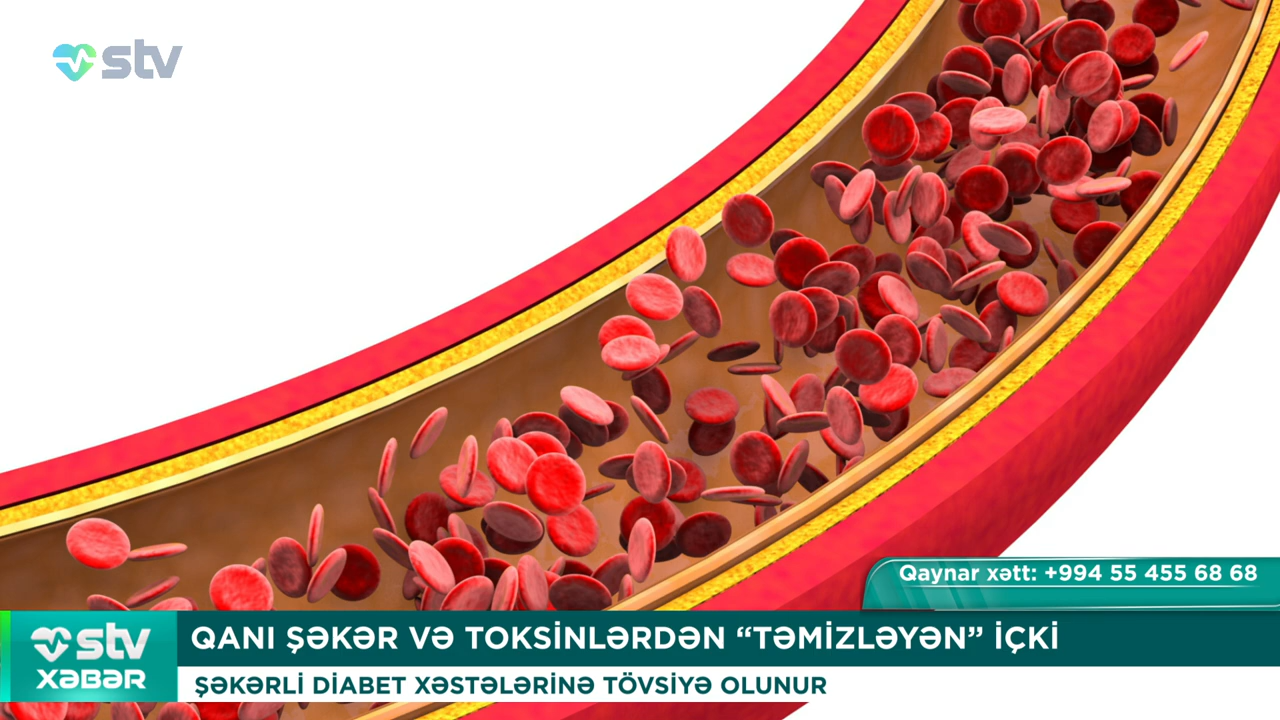 stv
Qaynar xətt: +994 55 455 68 68
stv
XƏBƏR
QANI ŞƏKƏR VƏ TOKSİNLƏRDƏN “TƏMİZLƏYƏN” İÇKİ
ŞƏKƏRLİ DİABET XƏSTƏLƏRİNƏ TÖVSİYƏ OLUNUR